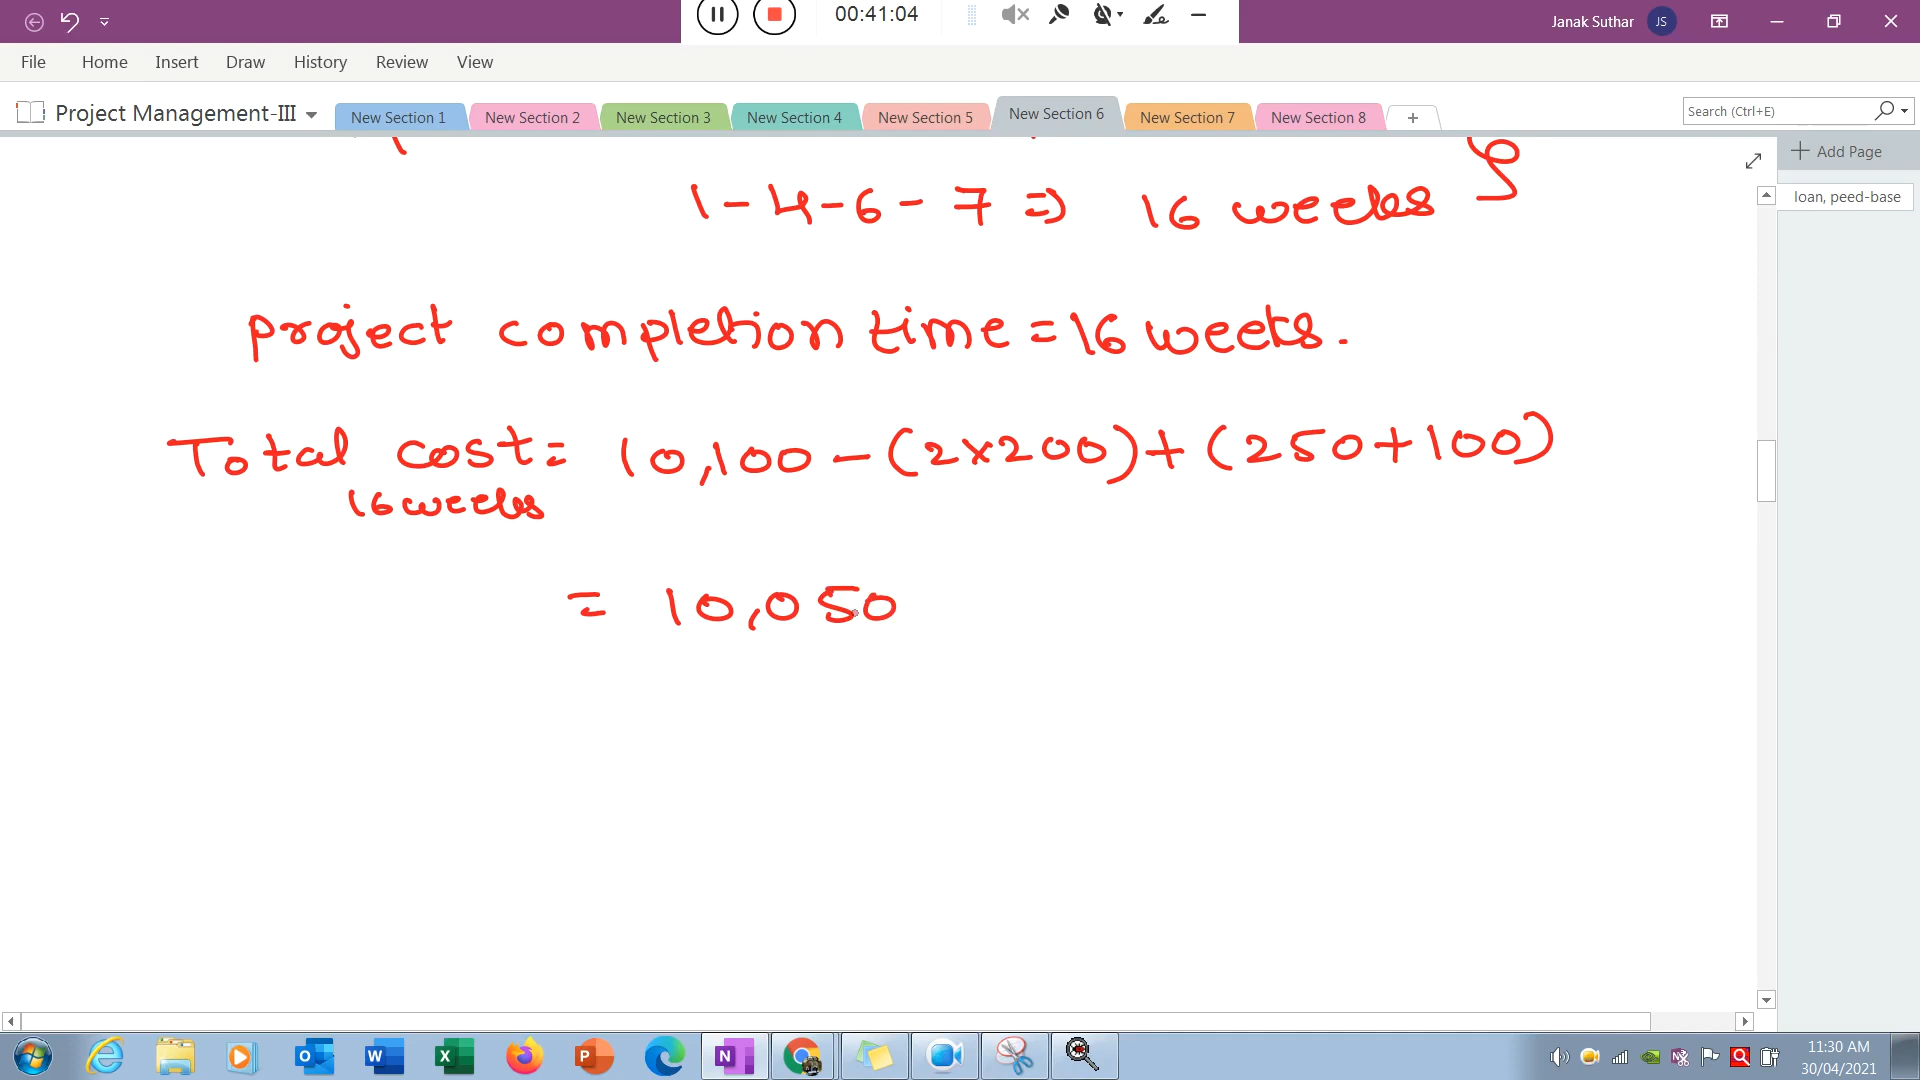 00:41:04
Janak Suthar JS
File Home Insert Draw History Review View
Project Management-III New Section 1 New Section 2 New Section 3 New Section 4 New Section 5 New Section 6 New Section 7 New Section 8 + Search (Ctrl+E)
Add Page
loan, peed-base
1-4-6-7 ⇒ 16 weeks
project completion time = 16 weeks.
Total cost = 10,100 - (2×200) + (250+100)
16 weeks
= 10,050
11:30 AM
30/04/2021